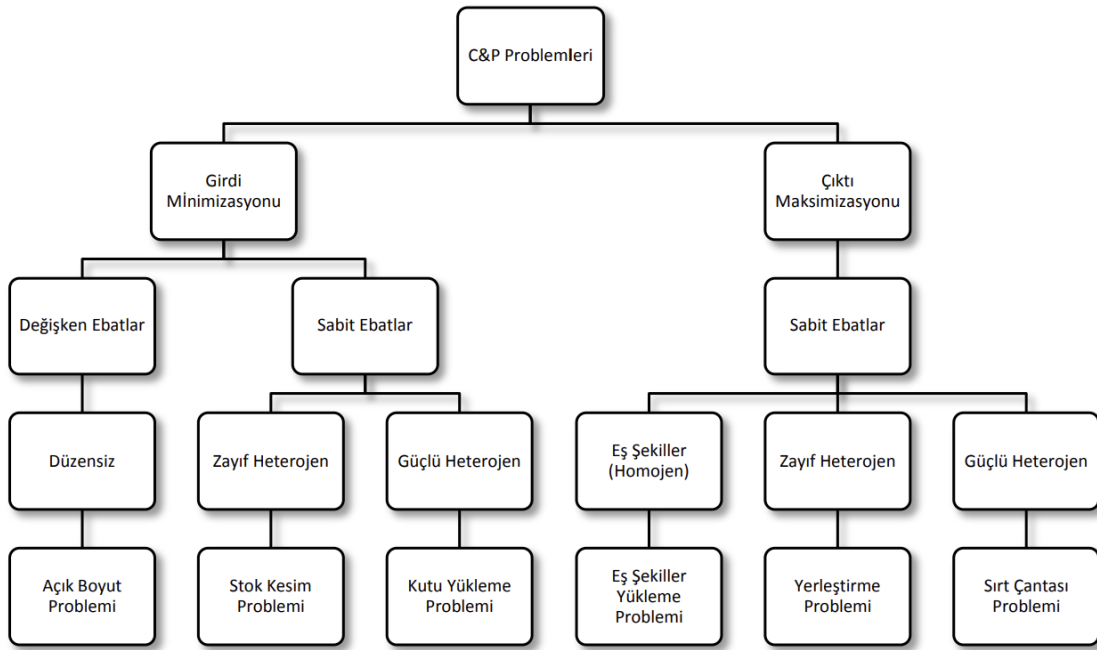 C&P Problemleri
Girdi
Mİnimizasyonu
Çıktı
Maksimizasyonu
Değişken Ebatlar
Sabit Ebatlar
Sabit Ebatlar
Düzensiz
Zayıf Heterojen
Güçlü Heterojen
Eş Şekiller
(Homojen)
Zayıf Heterojen
Güçlü Heterojen
Açık Boyut
Problemi
Stok Kesim
Problemi
Kutu Yükleme
Problemi
Eş Şekiller
Yükleme
Problemi
Yerleştirme
Problemi
Sırt Çantası
Problemi